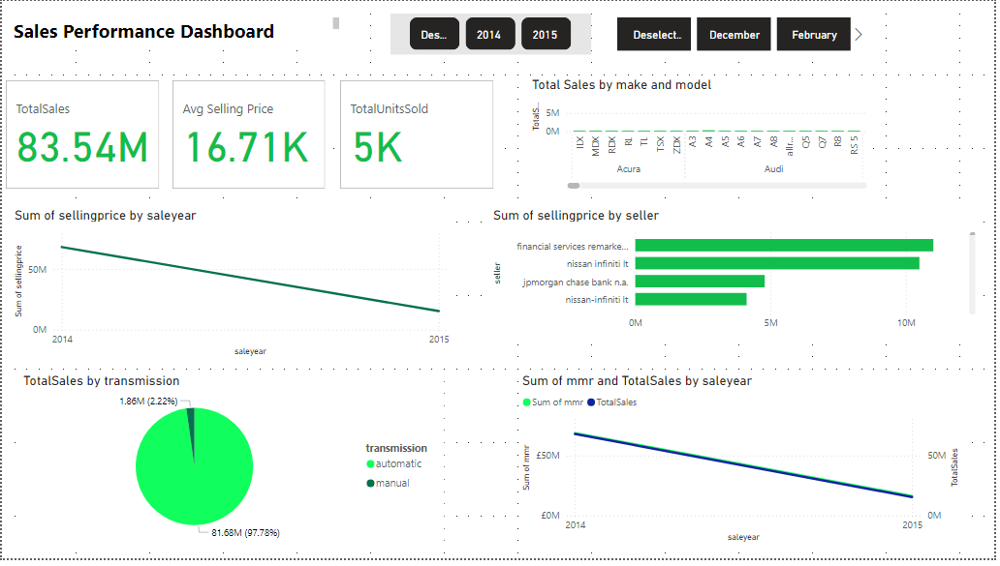 Sales Performance Dashboard
Des...
2014
2015
Deselect..
December
February
TotalSales
83.54M
Avg Selling Price
16.71K
TotalUnitsSold
5K
Total Sales by make and model
TotalS...
5M
0M
ILX
MDX
RDX
RL
TL
TSX
ZDX
A3
A4
A5
A6
A7
A8
allr...
Q5
Q7
R8
RS 5
Acura
Audi
Sum of sellingprice by saleyear
Sum of sellingprice
50M
0M
2014
2015
saleyear
Sum of sellingprice by seller
seller
financial services remarke...
nissan infiniti lt
jpmorgan chase bank n.a.
nissan-infiniti lt
0M
5M
10M
TotalSales by transmission
1.86M (2.22%)
81.68M (97.78%)
transmission
automatic
manual
Sum of mmr and TotalSales by saleyear
Sum of mmr
TotalSales
Sum of mmr
£50M
£0M
50M
0M
TotalSales
2014
2015
saleyear